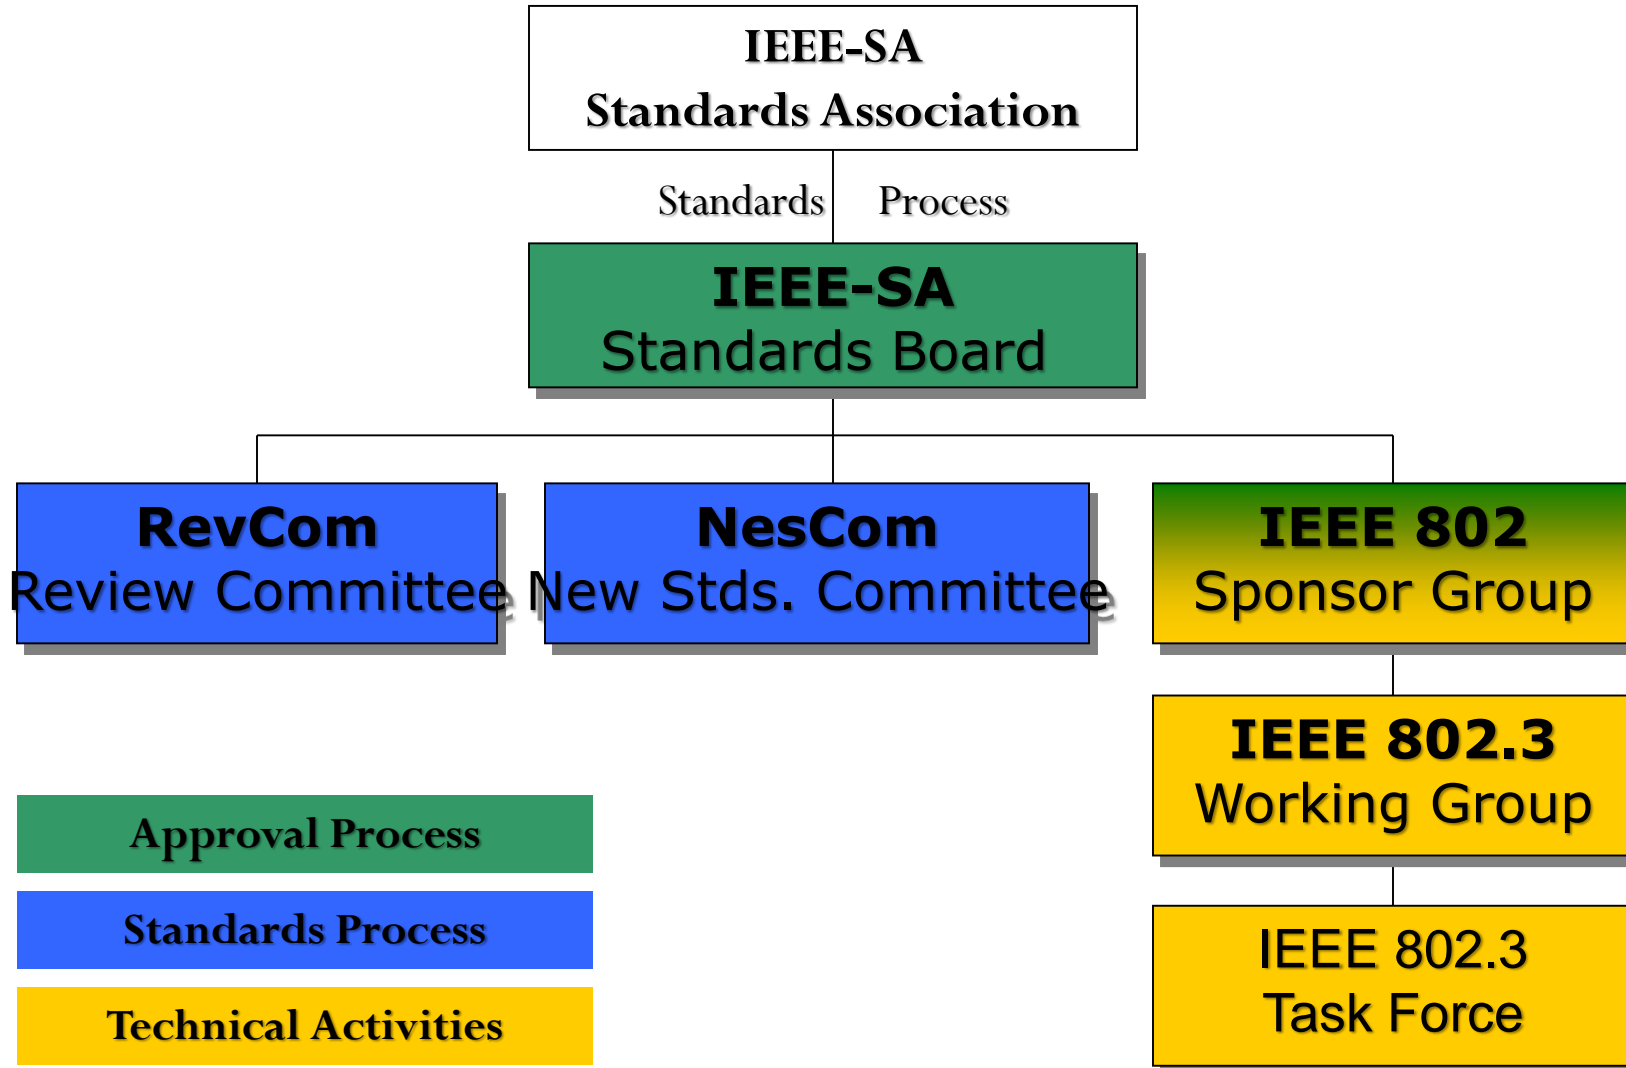 IEEE-SA
Standards Association
Standards Process
IEEE-SA
Standards Board
RevCom
Review Committee
NesCom
New Stds. Committee
IEEE 802
Sponsor Group
IEEE 802.3
Working Group
IEEE 802.3
Task Force
Approval Process
Standards Process
Technical Activities